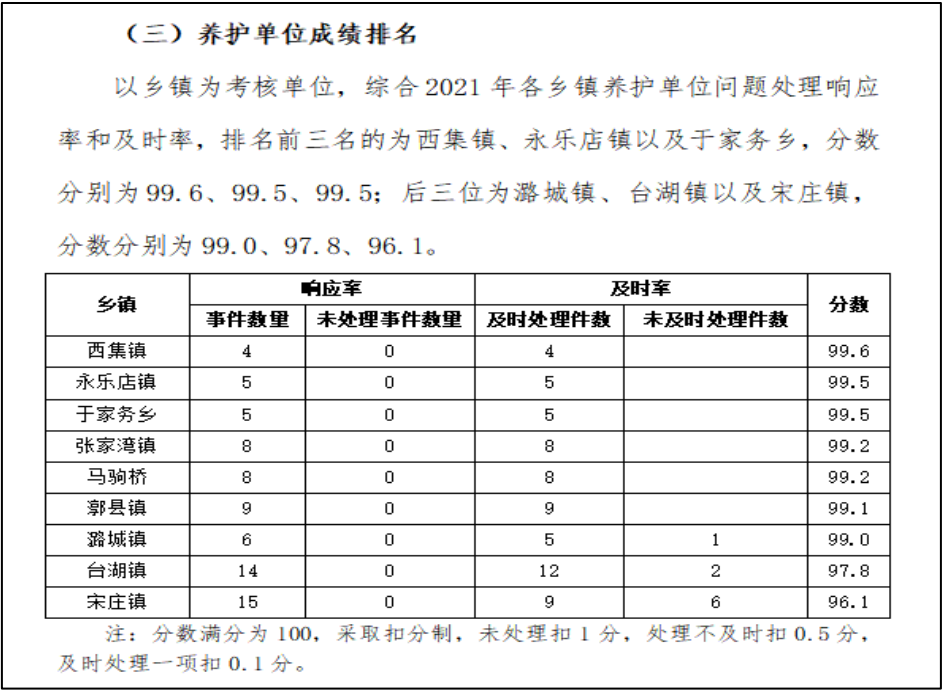 （三）养护单位成绩排名
以乡镇为考核单位，综合 2021 年各乡镇养护单位问题处理响应
率和及时率，排名前三名的为西集镇、永乐店镇以及于家务乡，分数
分别为 99.6、99.5、99.5；后三位为潞城镇、台湖镇以及宋庄镇，
分数分别为 99.0、97.8、96.1。
乡镇 响应率 及时率 分数
事件数量 未处理事件数量 及时处理件数 未及时处理件数
西集镇 4 0 4 99.6
永乐店镇 5 0 5 99.5
于家务乡 5 0 5 99.5
张家湾镇 8 0 8 99.2
马驹桥 8 0 8 99.2
漷县镇 9 0 9 99.1
潞城镇 6 0 5 1 99.0
台湖镇 14 0 12 2 97.8
宋庄镇 15 0 9 6 96.1
注：分数满分为 100，采取扣分制，未处理扣 1 分，处理不及时扣 0.5 分，
及时处理一项扣 0.1 分。